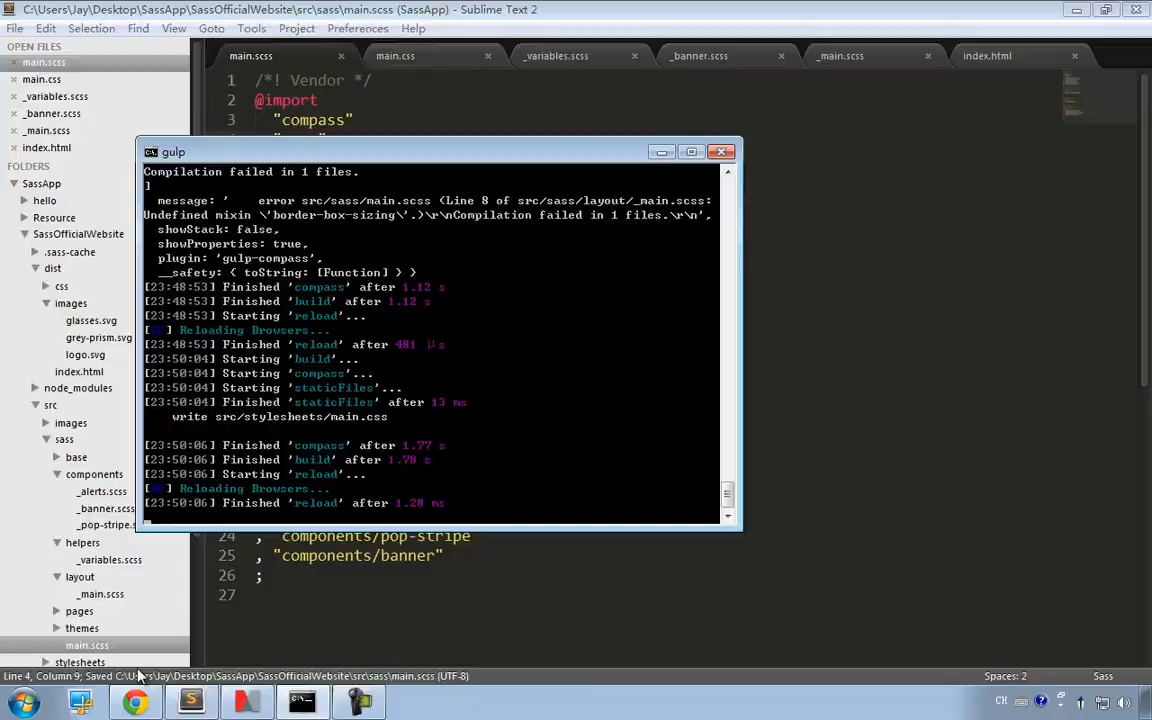 C:\Users\Jay\Desktop\SassApp\SassOfficialWebsite\src\sass\main.scss (SassApp) - Sublime Text 2
File Edit Selection Find View Goto Tools Project Preferences Help
OPEN FILES
main.scss
main.css
_variables.scss
_banner.scss
_main.scss
index.html
FOLDERS
SassApp
hello
Resource
SassOfficialWebsite
.sass-cache
dist
css
images
glasses.svg
grey-prism.svg
logo.svg
index.html
node_modules
src
images
sass
base
components
_alerts.scss
_banner.scss
_pop-stripe.
helpers
_variables.scss
layout
_main.scss
pages
themes
main.scss
stylesheets
main.scss main.css _variables.scss _banner.scss _main.scss index.html
1 /*! Vendor */
2 @import
3 "compass"
gulp
Compilation failed in 1 files.
]
message: ' error src/sass/main.scss (Line 8 of src/sass/layout/_main.scss:
Undefined mixin \'border-box-sizing\'.)\r\nCompilation failed in 1 files.\r\n',
showStack: false,
showProperties: true,
plugin: 'gulp-compass',
__safety: { toString: [Function] } }
[23:48:53] Finished 'compass' after 1.12 s
[23:48:53] Finished 'build' after 1.12 s
[23:48:53] Starting 'reload'...
[ ] Reloading Browsers...
[23:48:53] Finished 'reload' after 481 μs
[23:50:04] Starting 'build'...
[23:50:04] Starting 'compass'...
[23:50:04] Starting 'staticFiles'...
[23:50:04] Finished 'staticFiles' after 13 ms
write src/stylesheets/main.css
[23:50:06] Finished 'compass' after 1.77 s
[23:50:06] Finished 'build' after 1.78 s
[23:50:06] Starting 'reload'...
[ ] Reloading Browsers...
[23:50:06] Finished 'reload' after 1.28 ms
24 , "components/pop-stripe
25 , "components/banner"
26 ;
27
Line 4, Column 9; Saved C:\Users\Jay\Desktop\SassApp\SassOfficialWebsite\src\sass\main.scss (UTF-8) Spaces: 2 Sass
CH